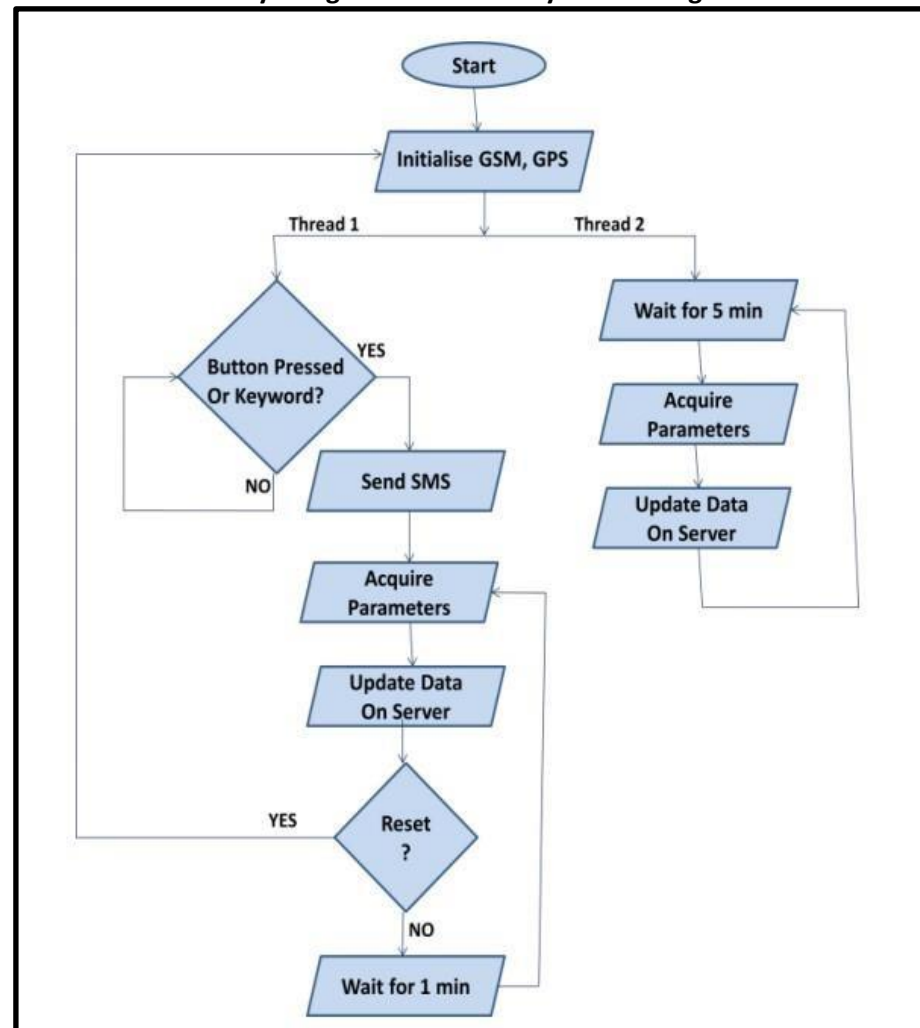 Start
Initialise GSM, GPS
Thread 1
Thread 2
Button Pressed
Or Keyword?
YES
NO
Send SMS
Acquire
Parameters
Update Data
On Server
Reset
?
YES
NO
Wait for 1 min
Wait for 5 min
Acquire
Parameters
Update Data
On Server